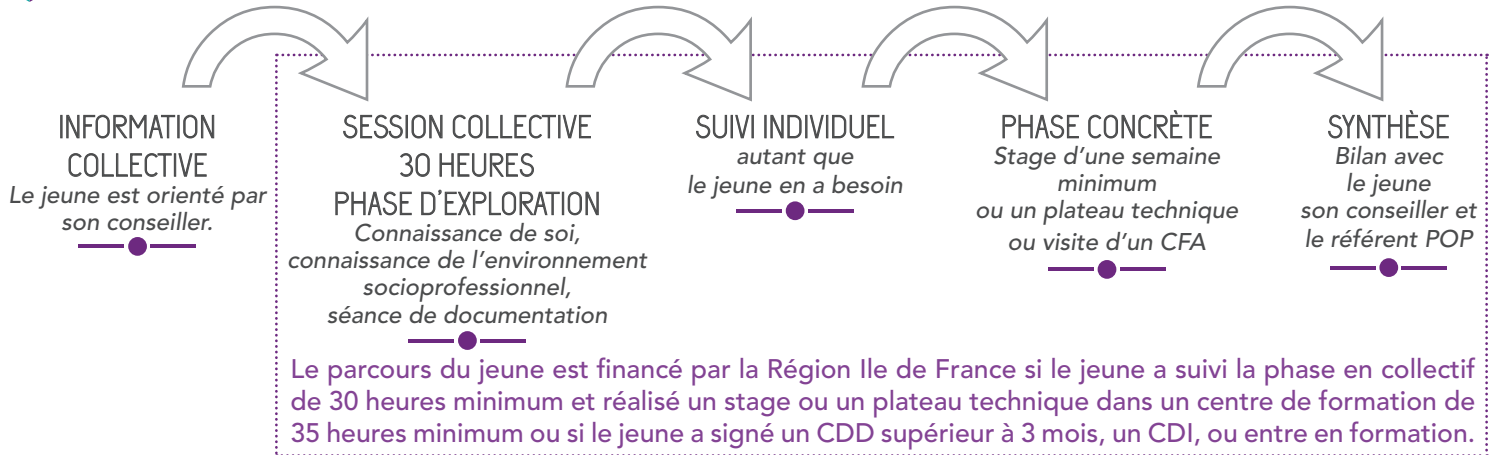 INFORMATION
COLLECTIVE
Le jeune est orienté par
son conseiller.
SESSION COLLECTIVE
30 HEURES
PHASE D'EXPLORATION
Connaissance de soi,
connaissance de l'environnement
socioprofessionnel,
séance de documentation
SUIVI INDIVIDUEL
autant que
le jeune en a besoin
PHASE CONCRÈTE
Stage d'une semaine
minimum
ou un plateau technique
ou visite d'un CFA
SYNTHÈSE
Bilan avec
le jeune
son conseiller et
le référent POP
Le parcours du jeune est financé par la Région Ile de France si le jeune a suivi la phase en collectif
de 30 heures minimum et réalisé un stage ou un plateau technique dans un centre de formation de
35 heures minimum ou si le jeune a signé un CDD supérieur à 3 mois, un CDI, ou entre en formation.